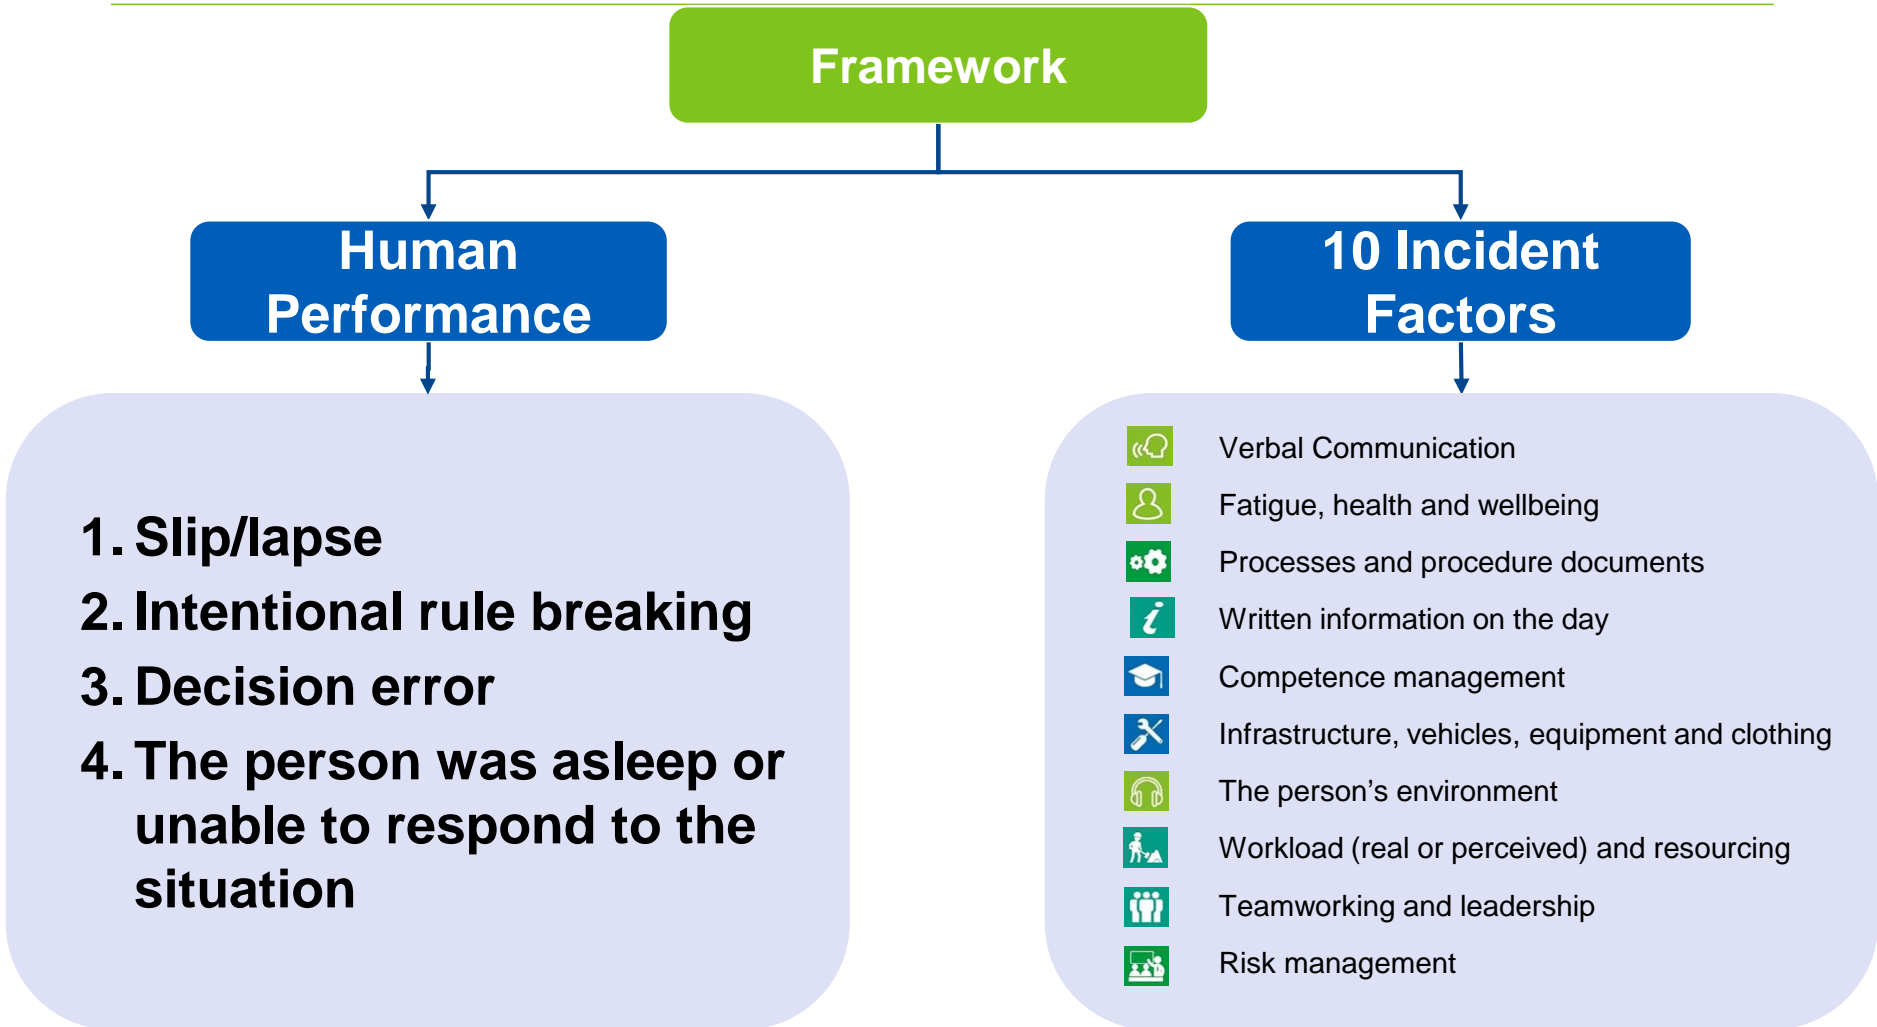 Framework
Human
Performance
10 Incident
Factors
1. Slip/lapse
2. Intentional rule breaking
3. Decision error
4. The person was asleep or
unable to respond to the
situation
Verbal Communication
Fatigue, health and wellbeing
Processes and procedure documents
Written information on the day
Competence management
Infrastructure, vehicles, equipment and clothing
The person’s environment
Workload (real or perceived) and resourcing
Teamworking and leadership
Risk management